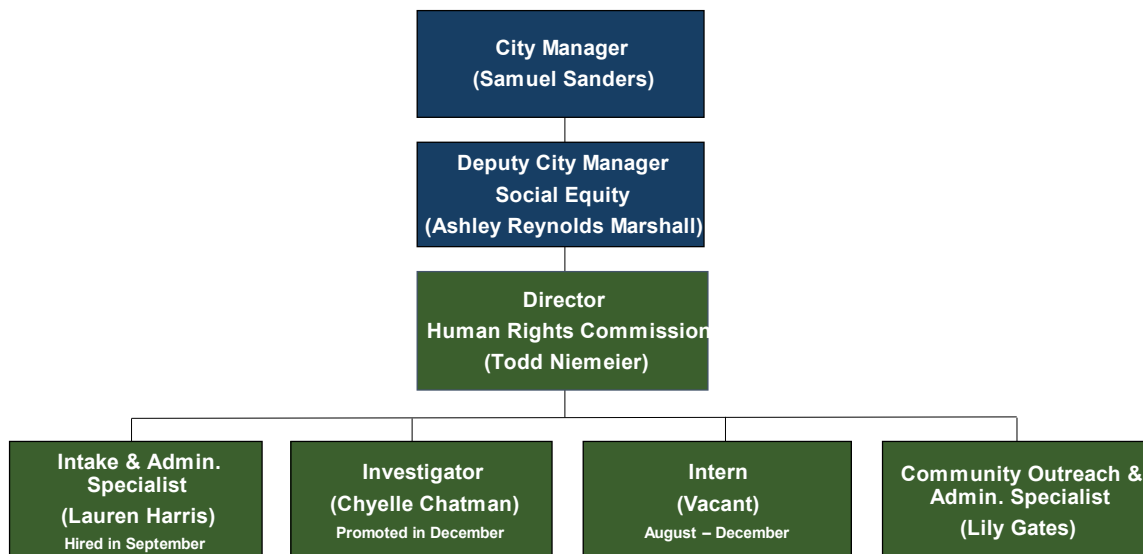 City Manager
(Samuel Sanders)
Deputy City Manager
Social Equity
(Ashley Reynolds Marshall)
Director
Human Rights Commission
(Todd Niemeier)
Intake & Admin.
Specialist
(Lauren Harris)
Hired in September
Investigator
(Chyelle Chatman)
Promoted in December
Intern
(Vacant)
August – December
Community Outreach &
Admin. Specialist
(Lily Gates)